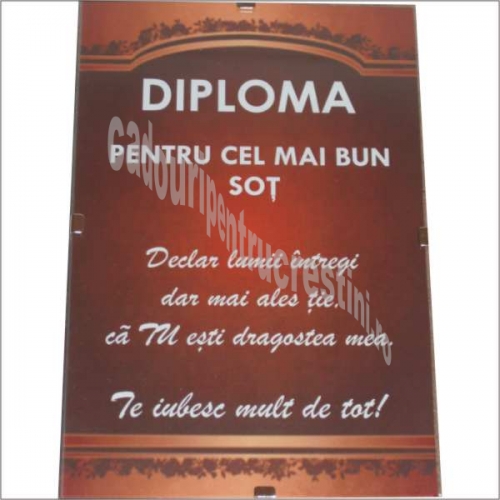 DIPLOMA
PENTRU CEL MAI BUN
SOȚ
Declar lumii întregi
dar mai ales ție,
cã TU ești dragostea mea.
Te iubesc mult de tot!
cadouripentrucrestini.ro